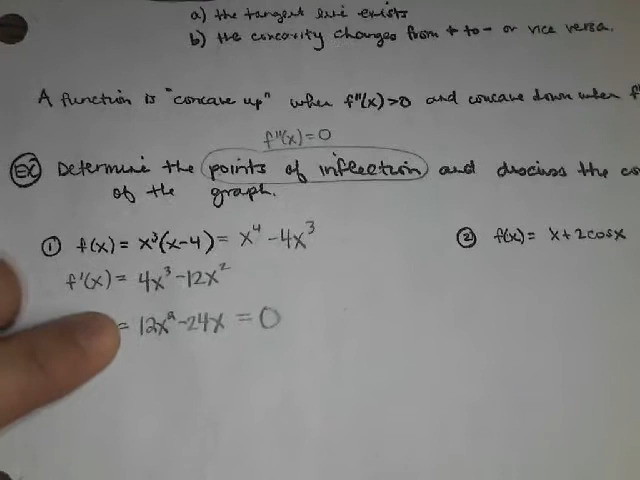 a) the tangent line exists
b) the concavity changes from + to - or vice versa.
A function is "concave up" when f"(x)>0 and concave down when f"
f"(x)=0
EX Determine the points of inflection and discuss the co
of the graph.
① f(x) = x³(x-4) = x⁴ -4x³
② f(x) = x + 2cosx
f'(x) = 4x³ -12x²
= 12x² -24x = 0